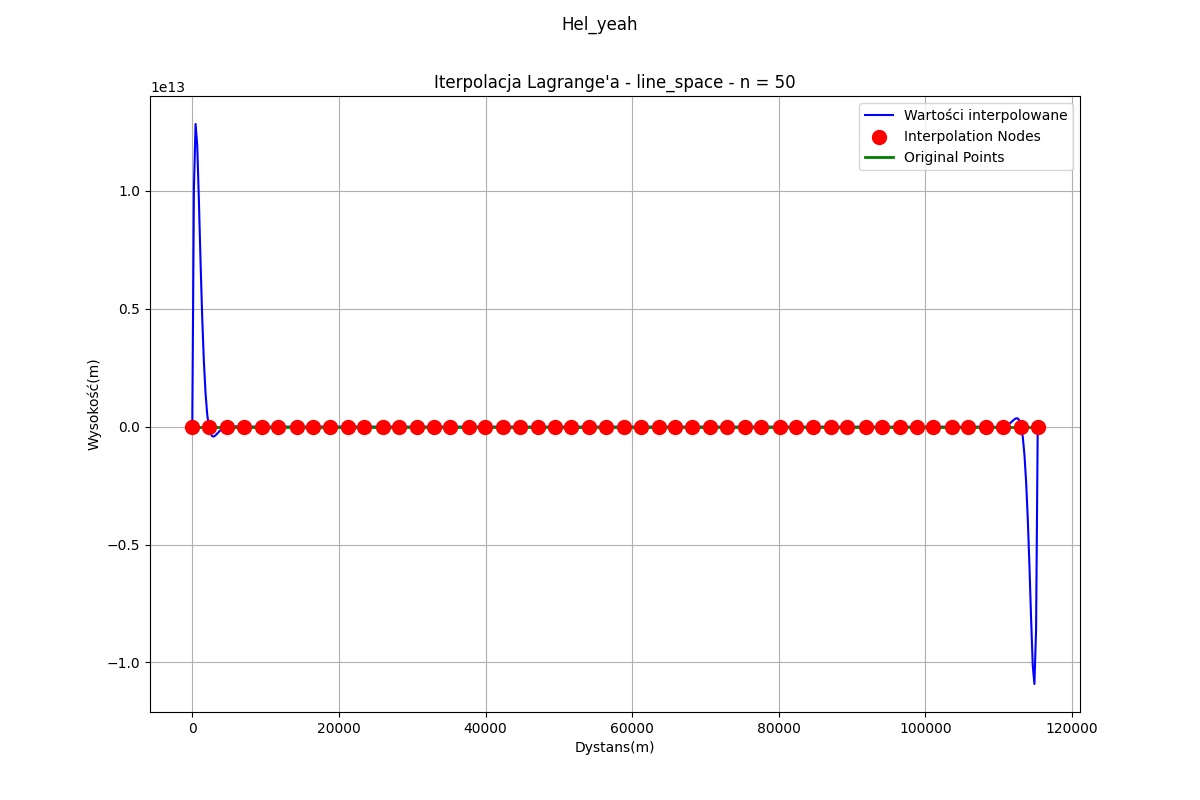 Hel_yeah
Iterpolacja Lagrange'a - line_space - n = 50
1e13
Wartości interpolowane
Interpolation Nodes
Original Points
1.0
0.5
0.0
−0.5
−1.0
Wysokość(m)
0 20000 40000 60000 80000 100000 120000
Dystans(m)